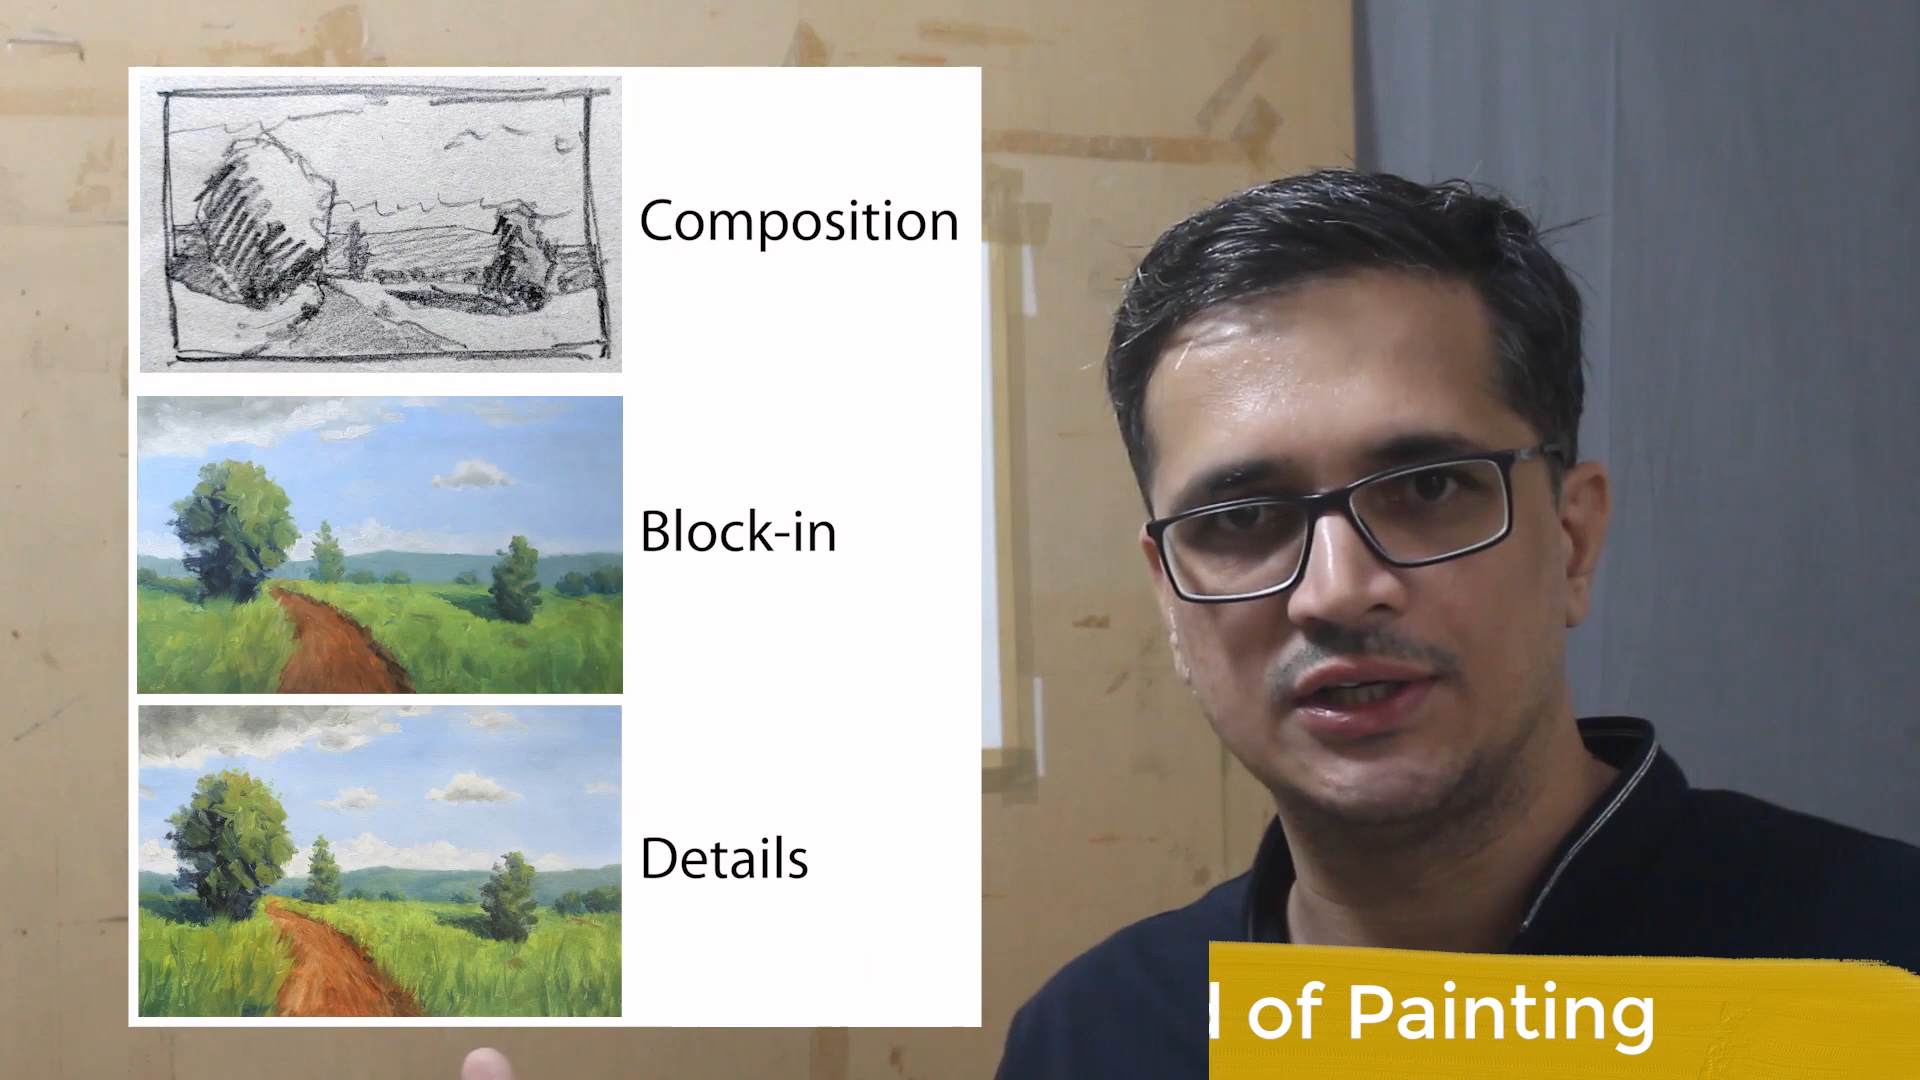 Composition
Block-in
Details
of Painting